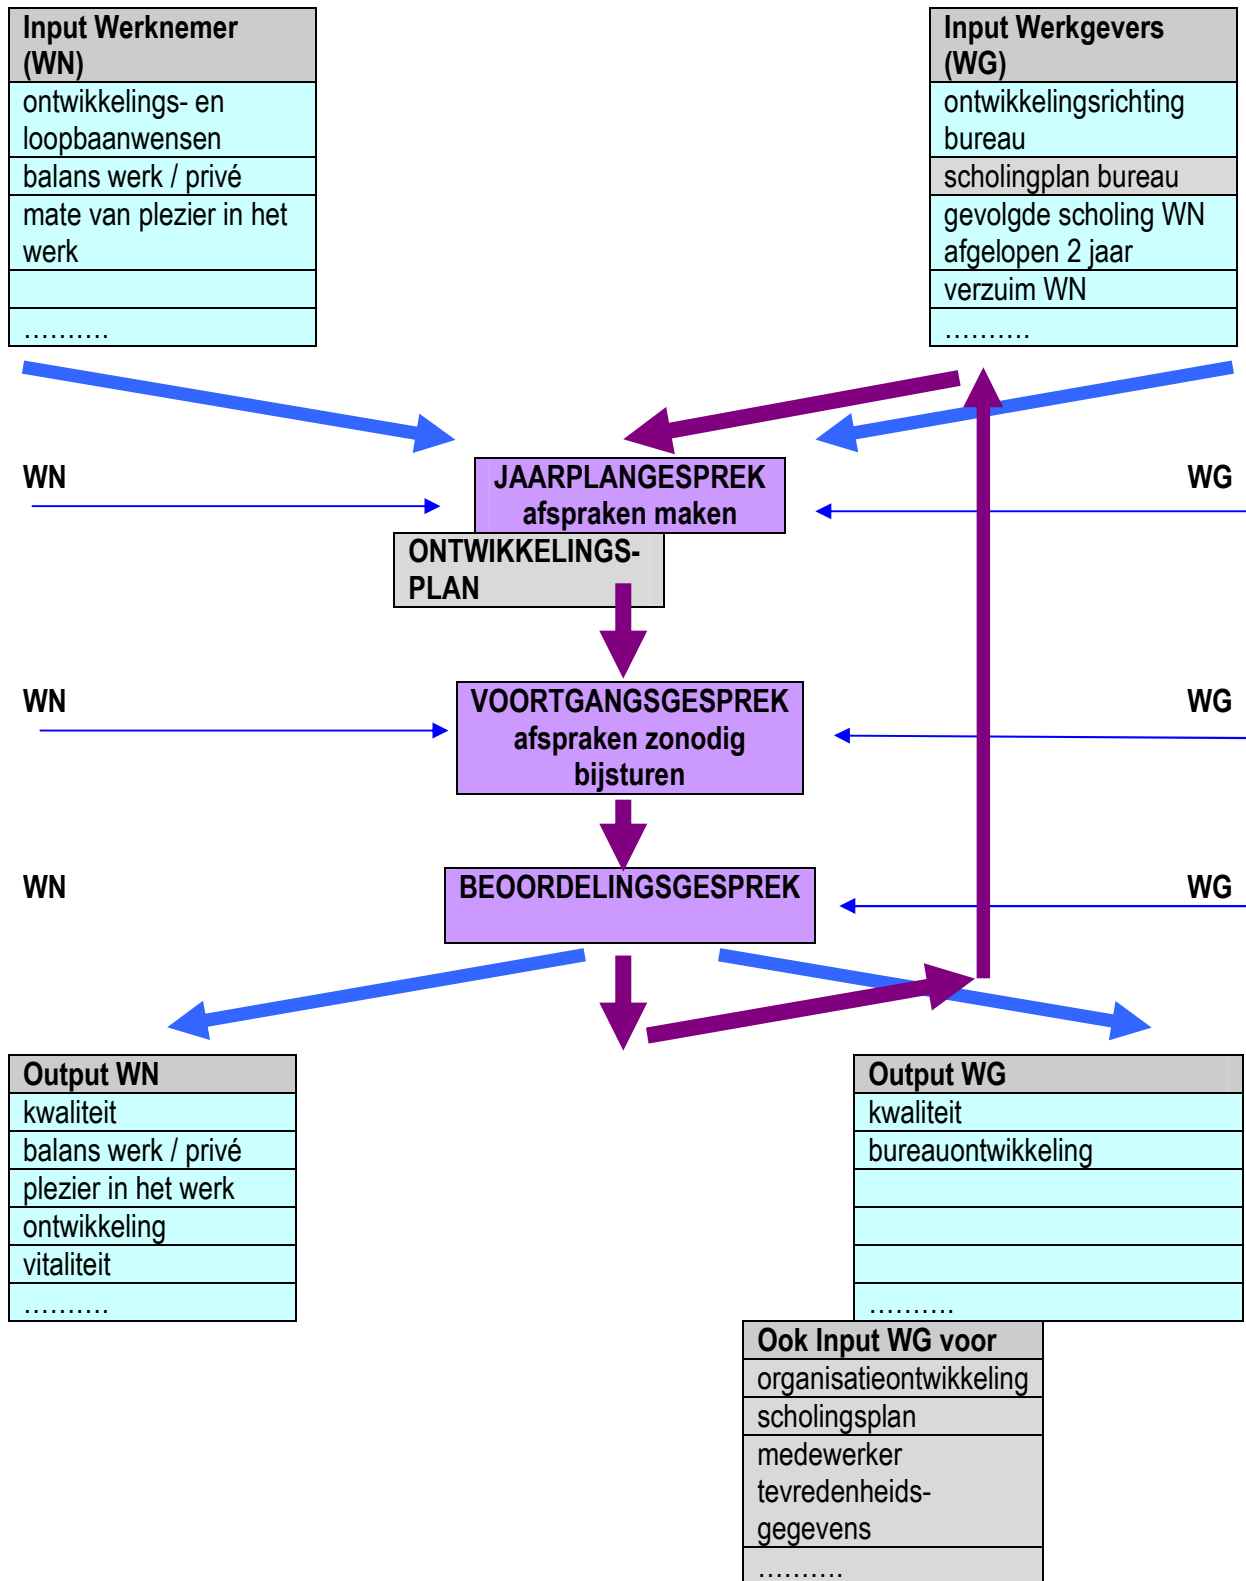 Input Werknemer
(WN)
ontwikkelings- en
loopbaanwensen
balans werk / privé
mate van plezier in het
werk
……….
Input Werkgevers
(WG)
ontwikkelingsrichting
bureau
scholingplan bureau
gevolgde scholing WN
afgelopen 2 jaar
verzuim WN
……….
WN
JAARPLANGESPREK
afspraken maken
WG
ONTWIKKELINGS-
PLAN
WN
VOORTGANGSGESPREK
afspraken zonodig
bijsturen
WG
WN
BEOORDELINGSGESPREK
WG
Output WN
kwaliteit
balans werk / privé
plezier in het werk
ontwikkeling
vitaliteit
……….
Output WG
kwaliteit
bureauontwikkeling
……….
Ook Input WG voor
organisatieontwikkeling
scholingsplan
medewerker
tevredenheids-
gegevens
……….